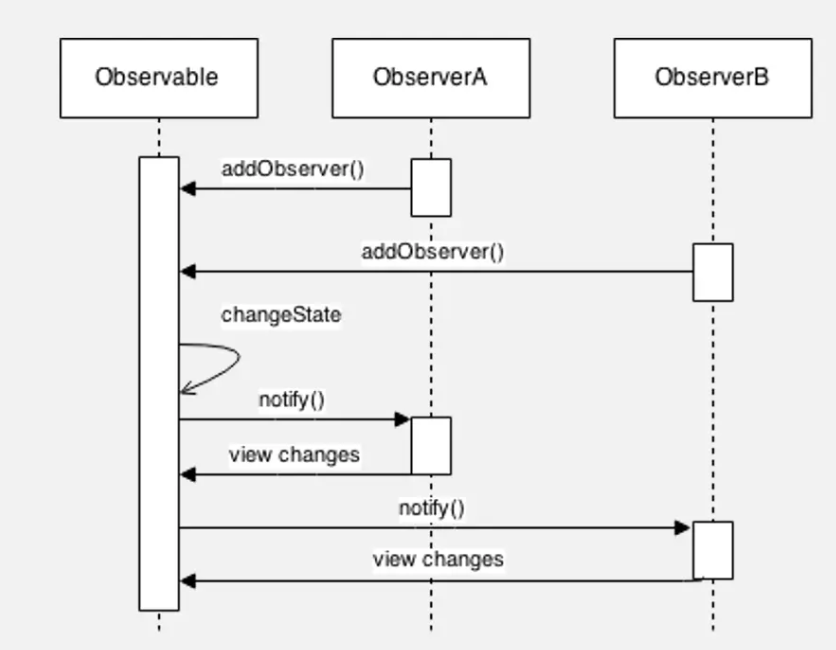 Observable
ObserverA
ObserverB
addObserver()
addObserver()
changeState
notify()
view changes
notify()
view changes